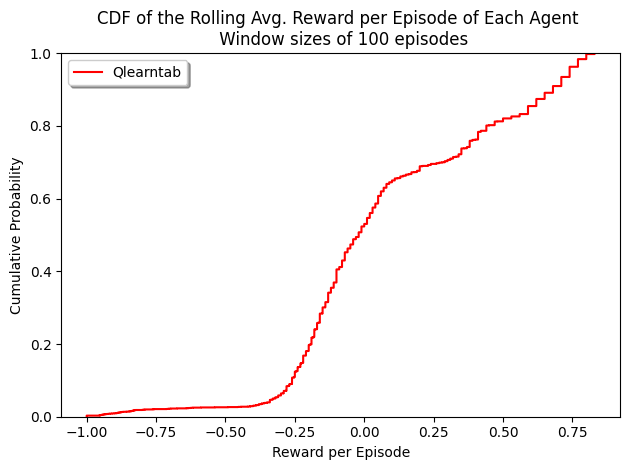 CDF of the Rolling Avg. Reward per Episode of Each Agent
Window sizes of 100 episodes
Qlearntab
Cumulative Probability
1.0
0.8
0.6
0.4
0.2
0.0
−1.00 −0.75 −0.50 −0.25 0.00 0.25 0.50 0.75
Reward per Episode